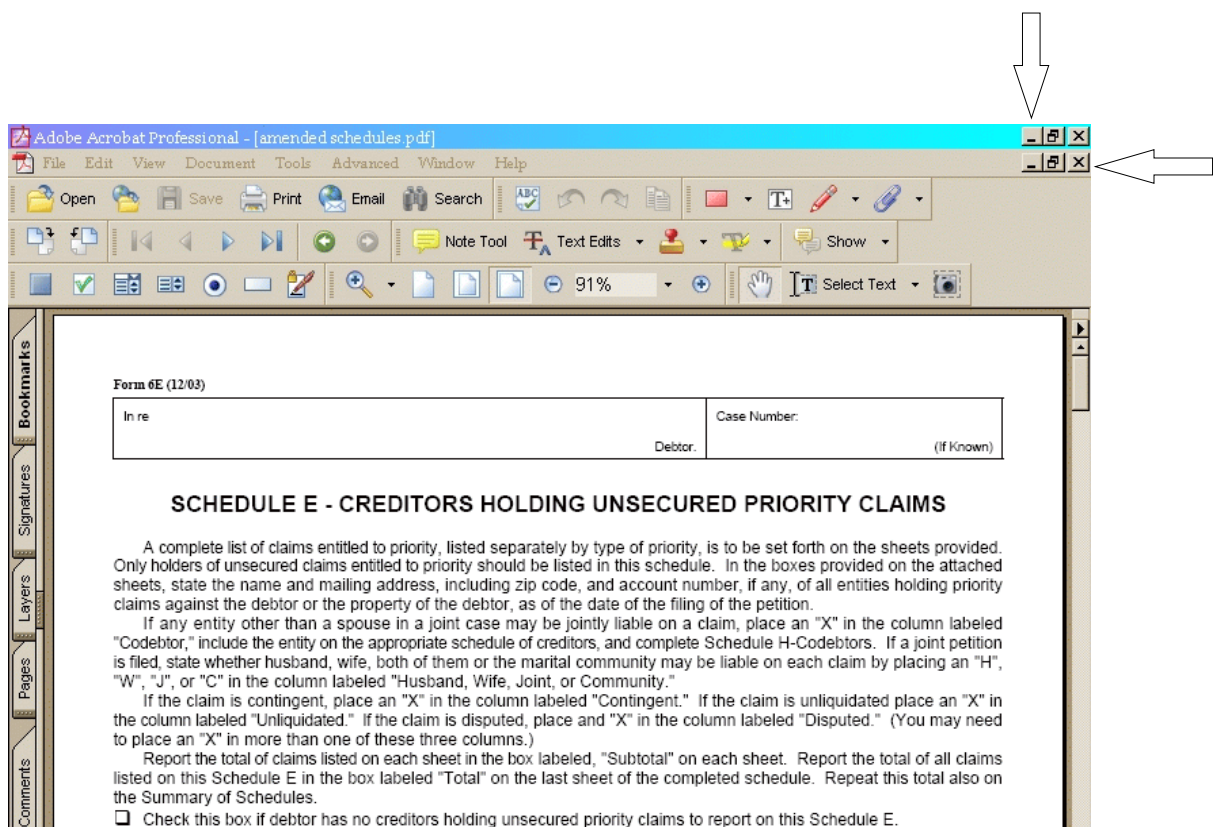 Adobe Acrobat Professional - [amended schedules.pdf]
File Edit View Document Tools Advanced Window Help
Open Save Print Email Search ABC T+
Note Tool T A Text Edits Show
91% T Select Text
Bookmarks
Signatures
Layers
Pages
Comments
Form 6E (12/03)
In re
Debtor.
Case Number:
(If Known)
SCHEDULE E - CREDITORS HOLDING UNSECURED PRIORITY CLAIMS
A complete list of claims entitled to priority, listed separately by type of priority, is to be set forth on the sheets provided.
Only holders of unsecured claims entitled to priority should be listed in this schedule. In the boxes provided on the attached
sheets, state the name and mailing address, including zip code, and account number, if any, of all entities holding priority
claims against the debtor or the property of the debtor, as of the date of the filing of the petition.
If any entity other than a spouse in a joint case may be jointly liable on a claim, place an "X" in the column labeled
"Codebtor," include the entity on the appropriate schedule of creditors, and complete Schedule H-Codebtors. If a joint petition
is filed, state whether husband, wife, both of them or the marital community may be liable on each claim by placing an "H",
"W", "J", or "C" in the column labeled "Husband, Wife, Joint, or Community."
If the claim is contingent, place an "X" in the column labeled "Contingent." If the claim is unliquidated place an "X" in
the column labeled "Unliquidated." If the claim is disputed, place and "X" in the column labeled "Disputed." (You may need
to place an "X" in more than one of these three columns.)
Report the total of claims listed on each sheet in the box labeled, "Subtotal" on each sheet. Report the total of all claims
listed on this Schedule E in the box labeled "Total" on the last sheet of the completed schedule. Repeat this total also on
the Summary of Schedules.
Check this box if debtor has no creditors holding unsecured priority claims to report on this Schedule E.